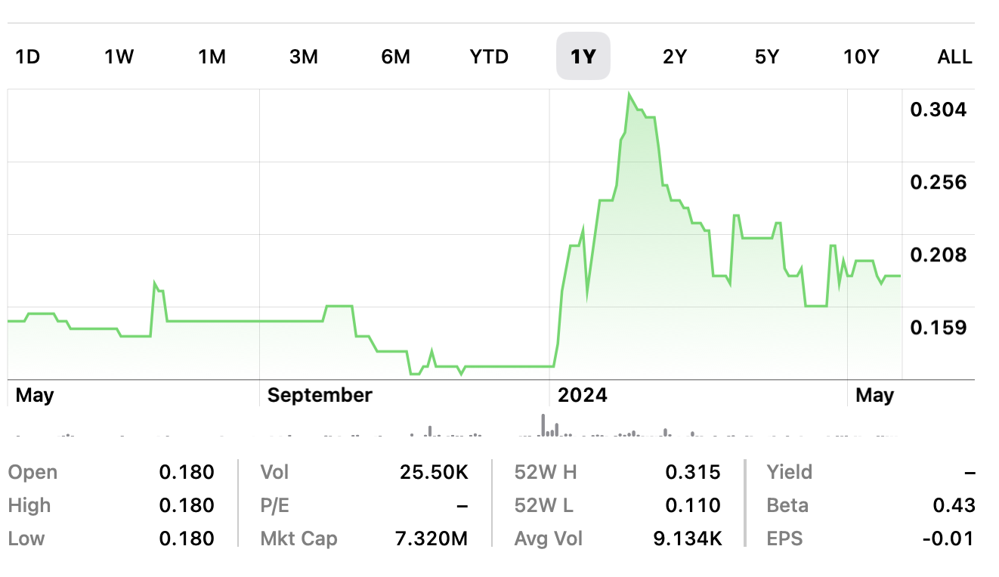 1D 1W 1M 3M 6M YTD 1Y 2Y 5Y 10Y ALL
0.304
0.256
0.208
0.159
May September 2024 May
Open 0.180 Vol 25.50K 52W H 0.315 Yield –
High 0.180 P/E – 52W L 0.110 Beta 0.43
Low 0.180 Mkt Cap 7.320M Avg Vol 9.134K EPS -0.01